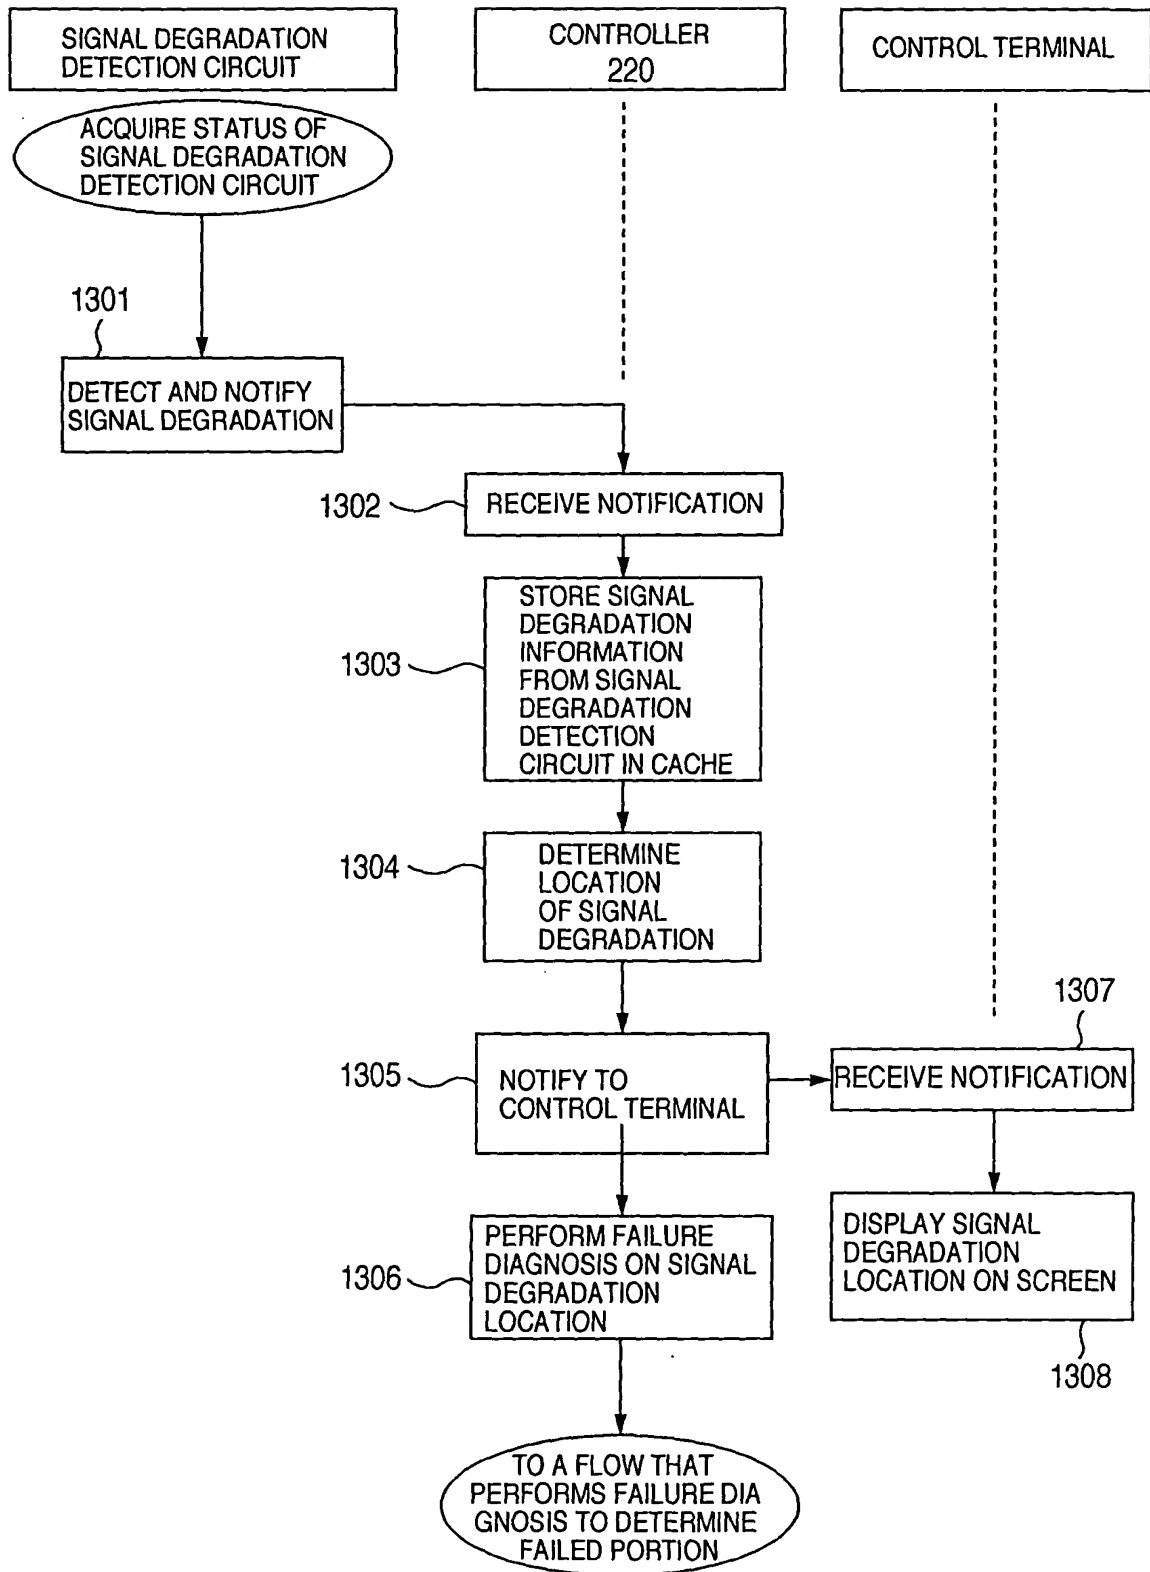 SIGNAL DEGRADATION
DETECTION CIRCUIT
CONTROLLER
220
CONTROL TERMINAL
ACQUIRE STATUS OF
SIGNAL DEGRADATION
DETECTION CIRCUIT
1301
DETECT AND NOTIFY
SIGNAL DEGRADATION
1302
RECEIVE NOTIFICATION
1303
STORE SIGNAL
DEGRADATION
INFORMATION
FROM SIGNAL
DEGRADATION
DETECTION
CIRCUIT IN CACHE
1304
DETERMINE
LOCATION
OF SIGNAL
DEGRADATION
1305
NOTIFY TO
CONTROL TERMINAL
1307
RECEIVE NOTIFICATION
1306
PERFORM FAILURE
DIAGNOSIS ON SIGNAL
DEGRADATION
LOCATION
DISPLAY SIGNAL
DEGRADATION
LOCATION ON SCREEN
1308
TO A FLOW THAT
PERFORMS FAILURE DIA
GNOSIS TO DETERMINE
FAILED PORTION